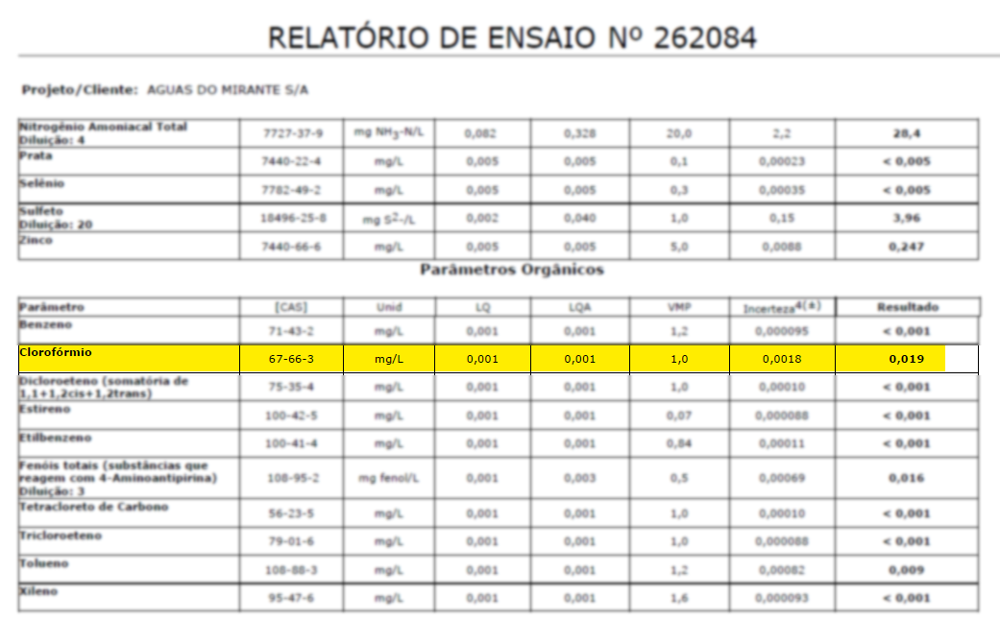 RELATÓRIO DE ENSAIO Nº 262084
Projeto/Cliente: AGUAS DO MIRANTE S/A
Nitrogênio Amoniacal Total
Diluição: 4 7727-37-9 mg NH3-N/L 0,082 0,328 20,0 2,2 28,4
Prata 7440-22-4 mg/L 0,005 0,005 0,1 0,00023 < 0,005
Selênio 7782-49-2 mg/L 0,005 0,005 0,3 0,00035 < 0,005
Sulfeto
Diluição: 20 18496-25-8 mg S2-/L 0,002 0,040 1,0 0,15 3,96
Zinco 7440-66-6 mg/L 0,005 0,005 5,0 0,0088 0,247
Parâmetros Orgânicos
Parâmetro [CAS] Unid LQ LQA VMP Incerteza4(*) Resultado
Benzeno 71-43-2 mg/L 0,001 0,001 1,2 0,000095 < 0,001
Clorofórmio 67-66-3 mg/L 0,001 0,001 1,0 0,0018 0,019
Dicloroeteno (somatória de
1,1+1,2cis+1,2trans) 75-35-4 mg/L 0,001 0,001 1,0 0,00010 < 0,001
Estireno 100-42-5 mg/L 0,001 0,001 0,07 0,000088 < 0,001
Etilbenzeno 100-41-4 mg/L 0,001 0,001 0,84 0,00011 < 0,001
Fenóis totais (substâncias que
reagem com 4-Aminoantipirina)
Diluição: 3 108-95-2 mg fenol/L 0,001 0,003 0,5 0,00069 0,016
Tetracloreto de Carbono 56-23-5 mg/L 0,001 0,001 1,0 0,00010 < 0,001
Tricloroeteno 79-01-6 mg/L 0,001 0,001 1,0 0,000088 < 0,001
Tolueno 108-88-3 mg/L 0,001 0,001 1,2 0,00082 0,009
Xileno 95-47-6 mg/L 0,001 0,001 1,6 0,000093 < 0,001